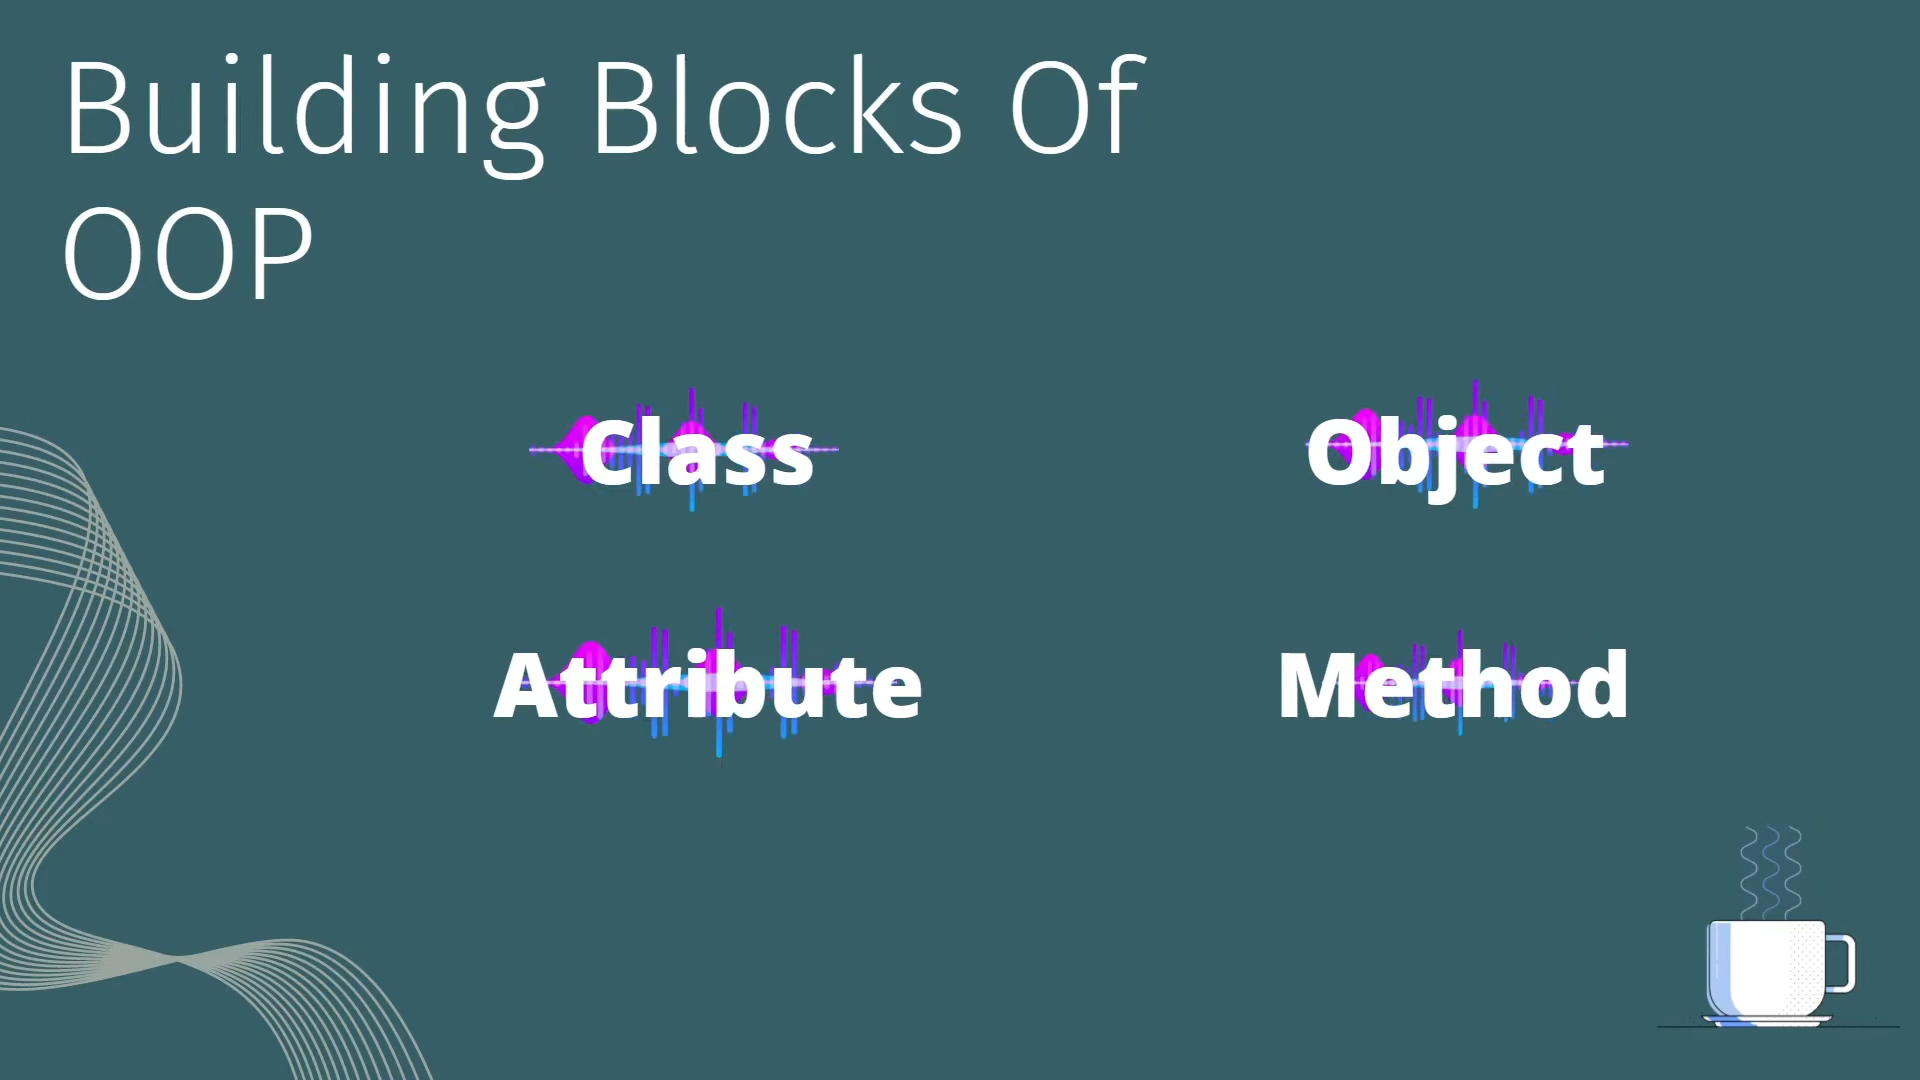 Building Blocks Of
OOP
Class
Object
Attribute
Method